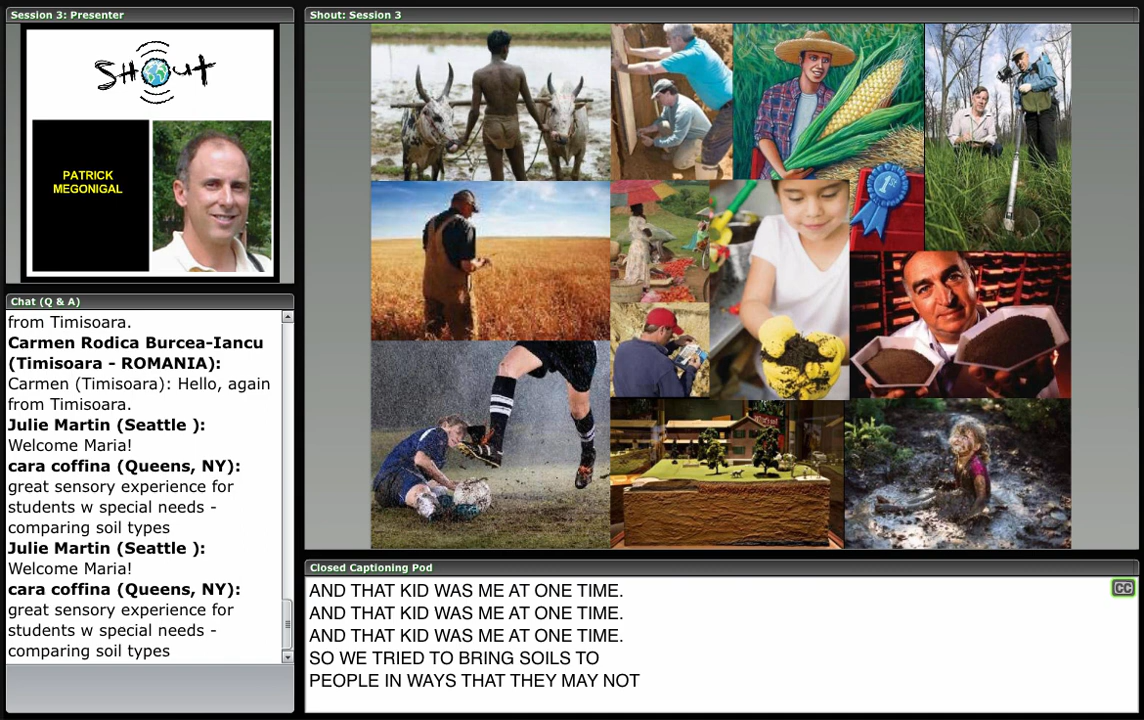 Session 3: Presenter
SHOUT
PATRICK
MEGONIGAL
Chat (Q & A)
from Timisoara.
Carmen Rodica Burcea-Iancu
(Timisoara - ROMANIA):
Carmen (Timisoara): Hello, again
from Timisoara.
Julie Martin (Seattle ):
Welcome Maria!
cara coffina (Queens, NY):
great sensory experience for
students w special needs -
comparing soil types
Julie Martin (Seattle ):
Welcome Maria!
cara coffina (Queens, NY):
great sensory experience for
students w special needs -
comparing soil types
Shout: Session 3
1st
Closed Captioning Pod
CC
AND THAT KID WAS ME AT ONE TIME.
AND THAT KID WAS ME AT ONE TIME.
AND THAT KID WAS ME AT ONE TIME.
SO WE TRIED TO BRING SOILS TO
PEOPLE IN WAYS THAT THEY MAY NOT